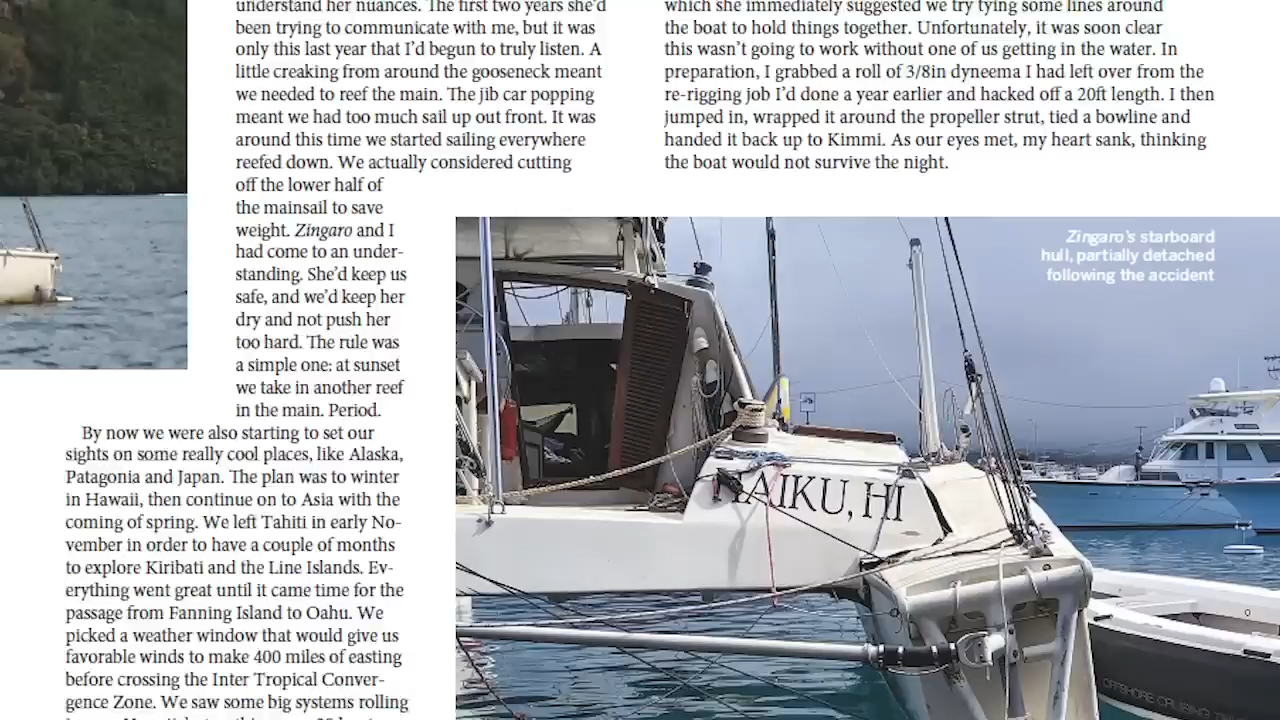 understand her nuances. The first two years she'd
been trying to communicate with me, but it was
only this last year that I'd begun to truly listen. A
little creaking from around the gooseneck meant
we needed to reef the main. The jib car popping
meant we had too much sail up out front. It was
around this time we started sailing everywhere
reefed down. We actually considered cutting
off the lower half of
the mainsail to save
weight. Zingaro and I
had come to an under-
standing. She'd keep us
safe, and we'd keep her
dry and not push her
too hard. The rule was
a simple one: at sunset
we take in another reef
in the main. Period.
By now we were also starting to set our
sights on some really cool places, like Alaska,
Patagonia and Japan. The plan was to winter
in Hawaii, then continue on to Asia with the
coming of spring. We left Tahiti in early No-
vember in order to have a couple of months
to explore Kiribati and the Line Islands. Ev-
erything went great until it came time for the
passage from Fanning Island to Oahu. We
picked a weather window that would give us
favorable winds to make 400 miles of easting
before crossing the Inter Tropical Conver-
gence Zone. We saw some big systems rolling
which she immediately suggested we try tying some lines around
the boat to hold things together. Unfortunately, it was soon clear
this wasn't going to work without one of us getting in the water. In
preparation, I grabbed a roll of 3/8in dyneema I had left over from the
re-rigging job I'd done a year earlier and hacked off a 20ft length. I then
jumped in, wrapped it around the propeller strut, tied a bowline and
handed it back up to Kimmi. As our eyes met, my heart sank, thinking
the boat would not survive the night.
Zingaro's starboard
hull, partially detached
following the accident
HAIKU, HI
OFFSHORE CRUISING